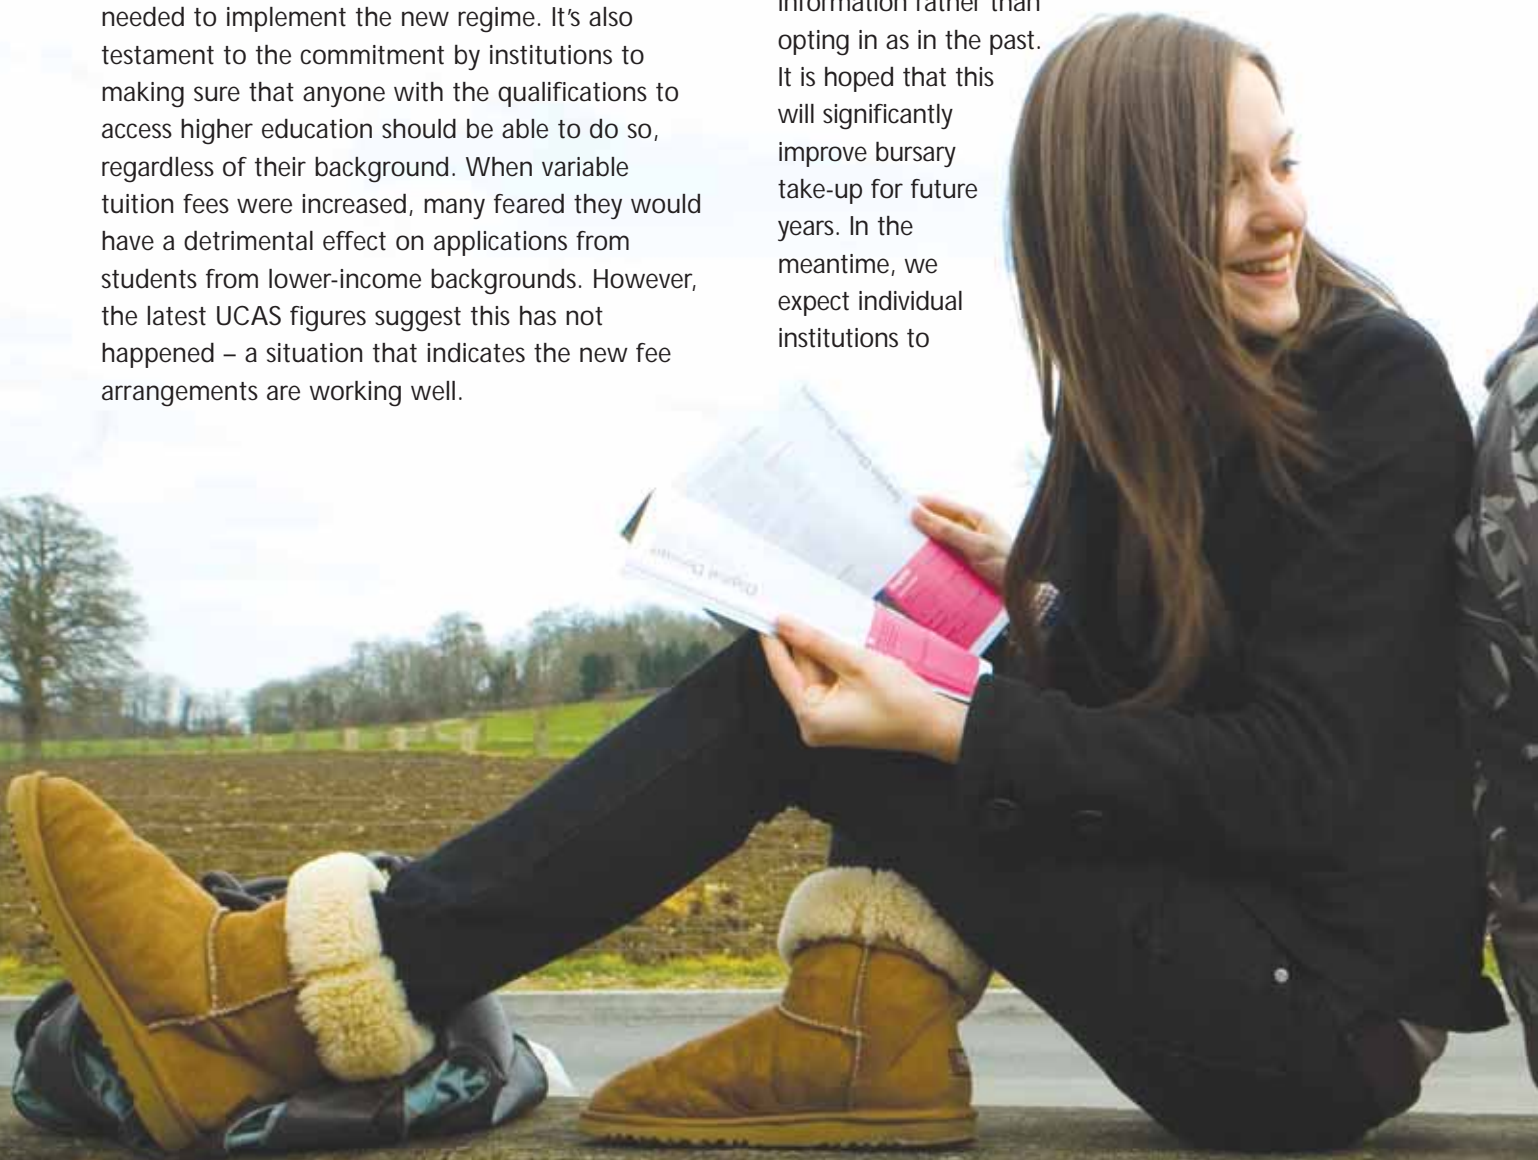 needed to implement the new regime. It's also
testament to the commitment by institutions to
making sure that anyone with the qualifications to
access higher education should be able to do so,
regardless of their background. When variable
tuition fees were increased, many feared they would
have a detrimental effect on applications from
students from lower-income backgrounds. However,
the latest UCAS figures suggest this has not
happened – a situation that indicates the new fee
arrangements are working well.
information rather than
opting in as in the past.
It is hoped that this
will significantly
improve bursary
take-up for future
years. In the
meantime, we
expect individual
institutions to